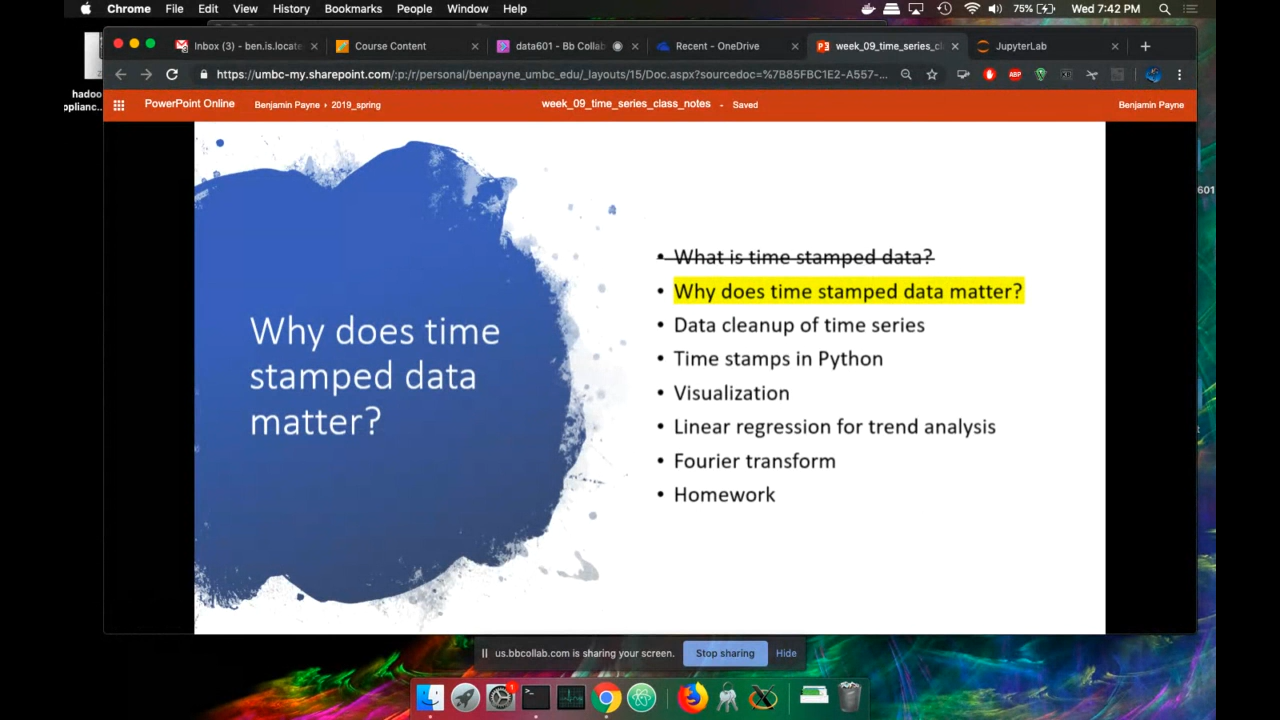 Chrome File Edit View History Bookmarks People Window Help 75% Wed 7:42 PM
Inbox (3) - ben.is.locate
Course Content
data601 - Bb Collab
Recent - OneDrive
week_09_time_series_cl
JupyterLab
https://umbc-my.sharepoint.com/:p:/r/personal/benpayne_umbc_edu/_layouts/15/Doc.aspx?sourcedoc=%7B85FBC1E2-A557-...
ABP
hadoo
pplianc...
PowerPoint Online Benjamin Payne › 2019_spring week_09_time_series_class_notes - Saved Benjamin Payne
601
Why does time
stamped data
matter?
• What is time stamped data?
• Why does time stamped data matter?
• Data cleanup of time series
• Time stamps in Python
• Visualization
• Linear regression for trend analysis
• Fourier transform
• Homework
us.bbcollab.com is sharing your screen. Stop sharing Hide
1